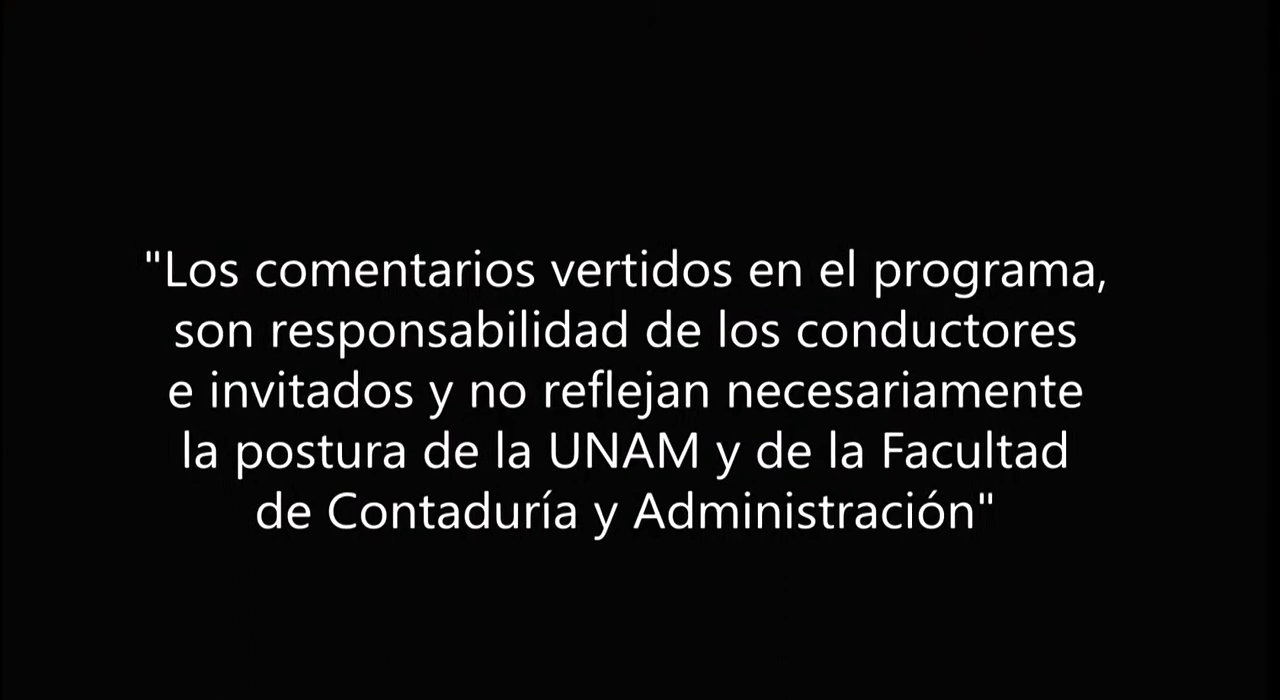 "Los comentarios vertidos en el programa,
son responsabilidad de los conductores
e invitados y no reflejan necesariamente
la postura de la UNAM y de la Facultad
de Contaduría y Administración"